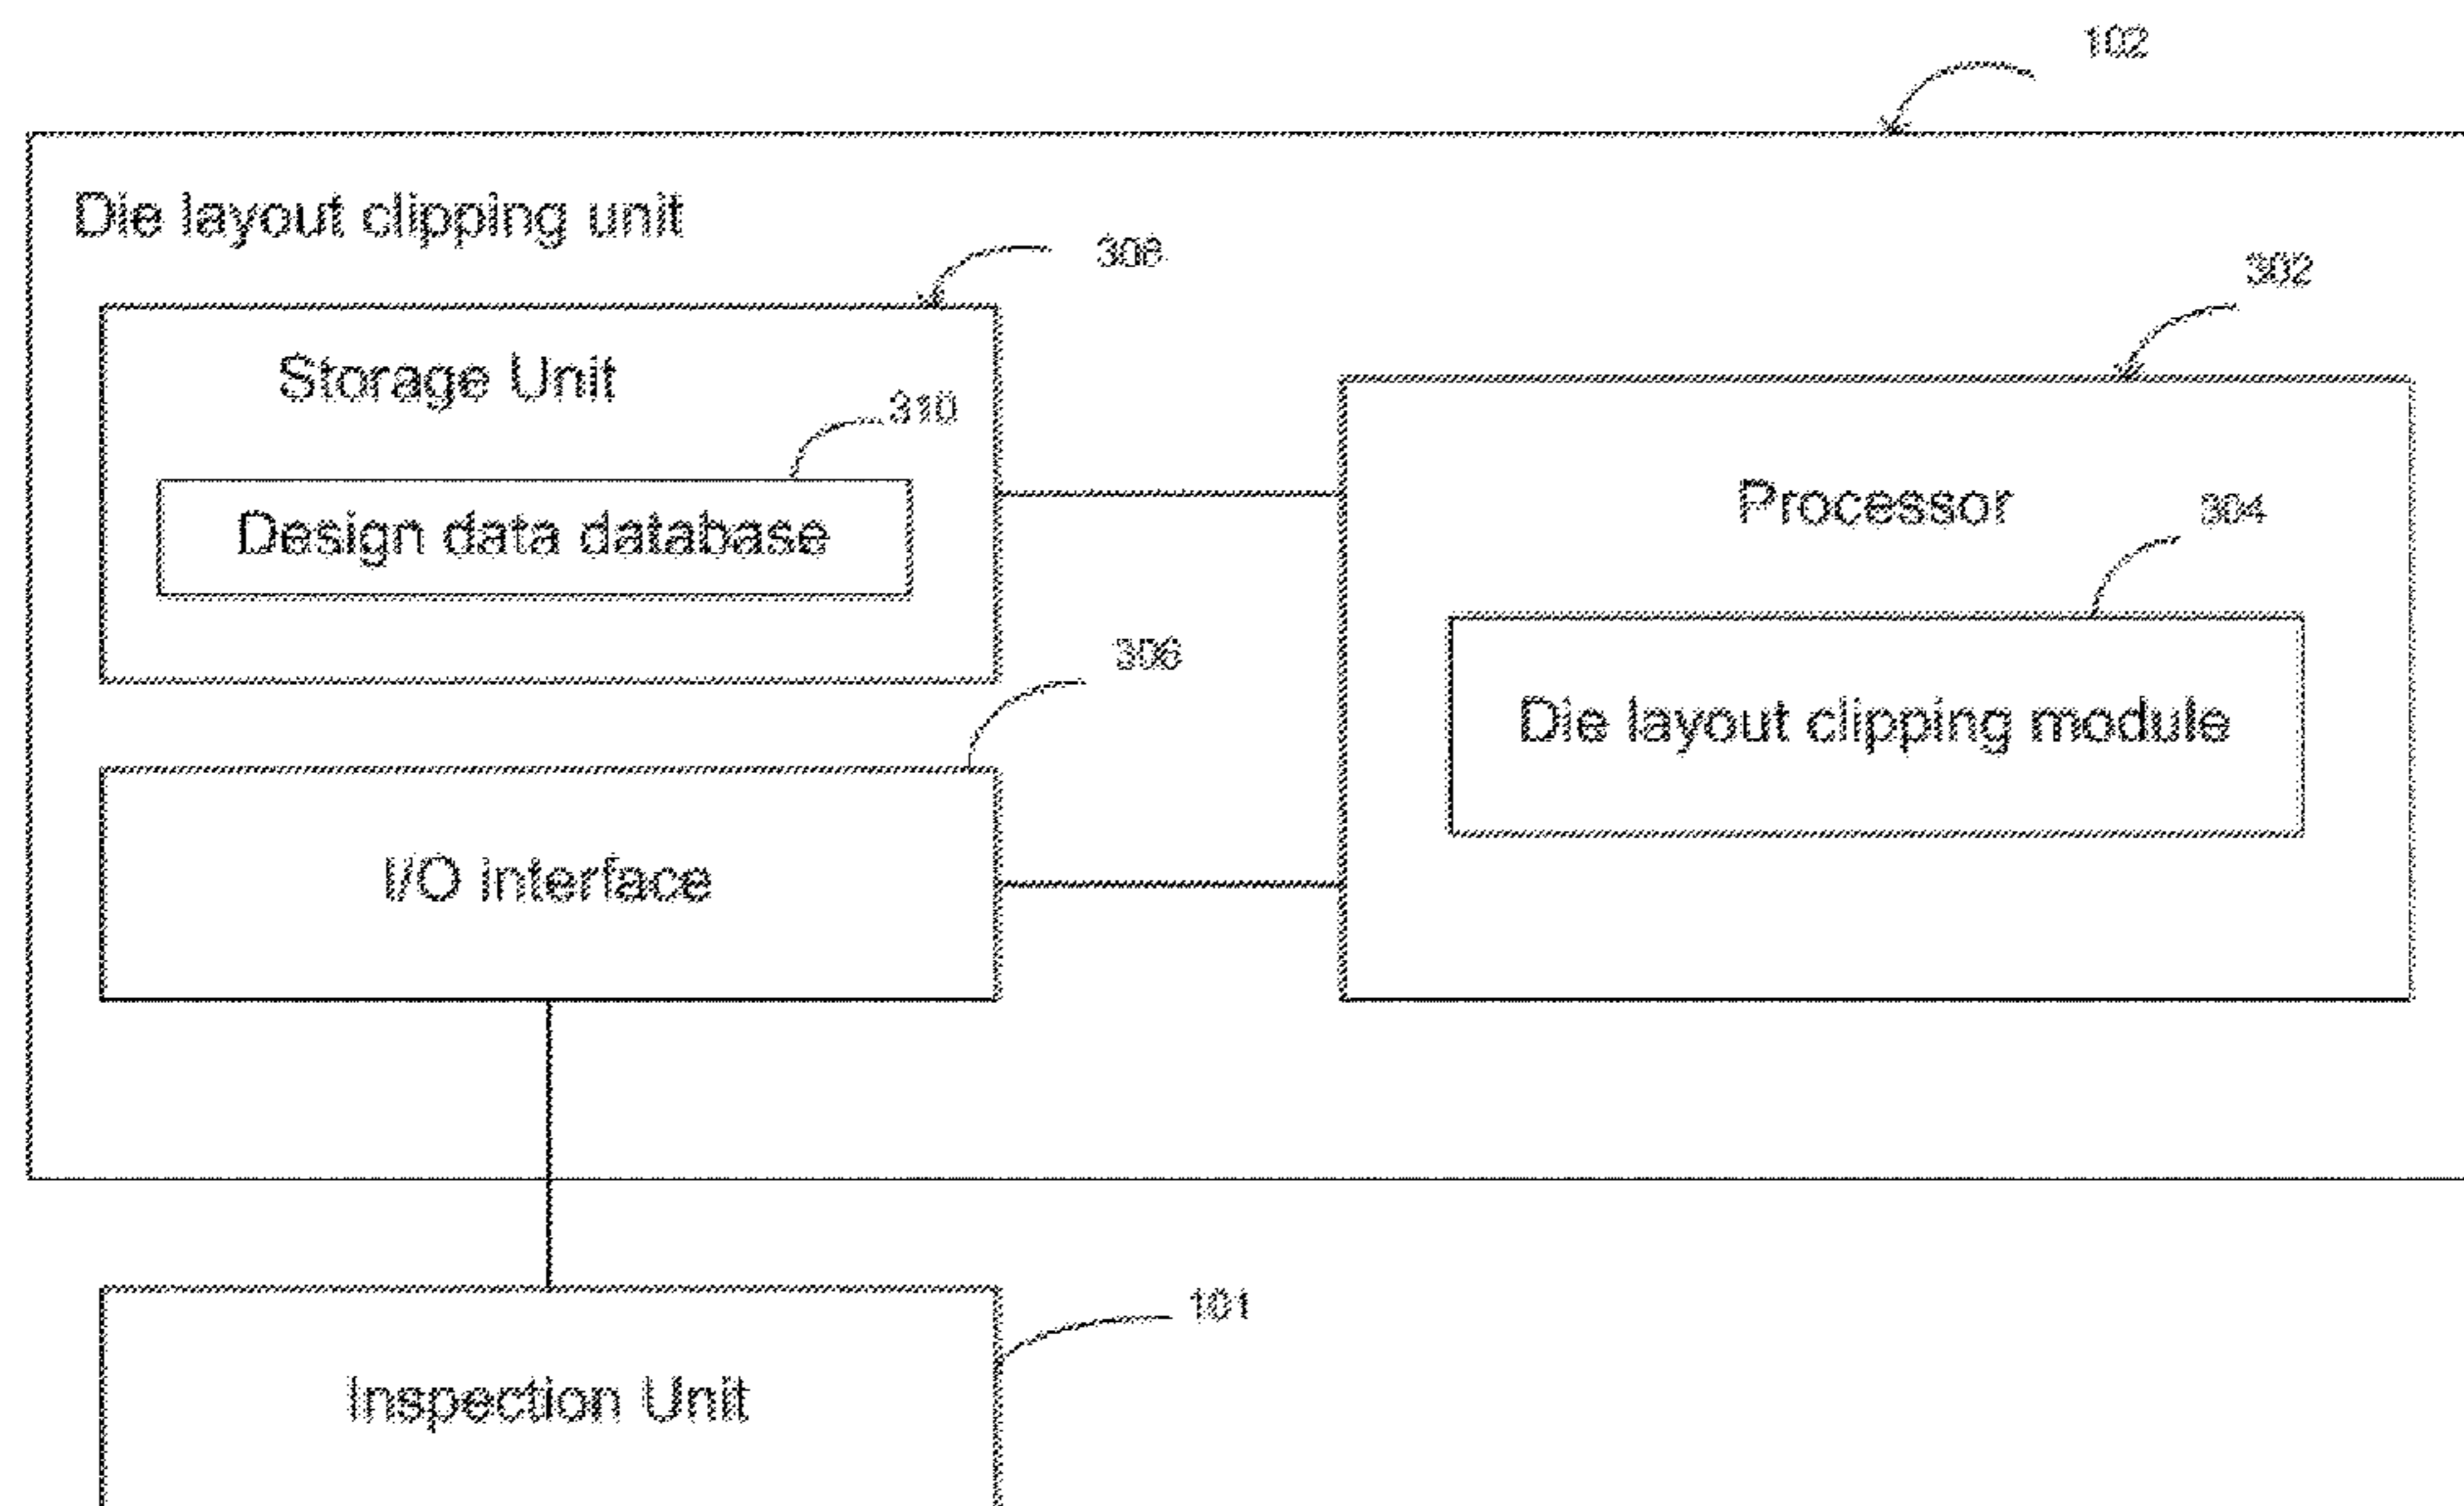 102
Die layout clipping unit
308
302
Storage Unit
310
Processor
304
Design data database
306
Die layout clipping module
I/O interface
101
Inspection Unit